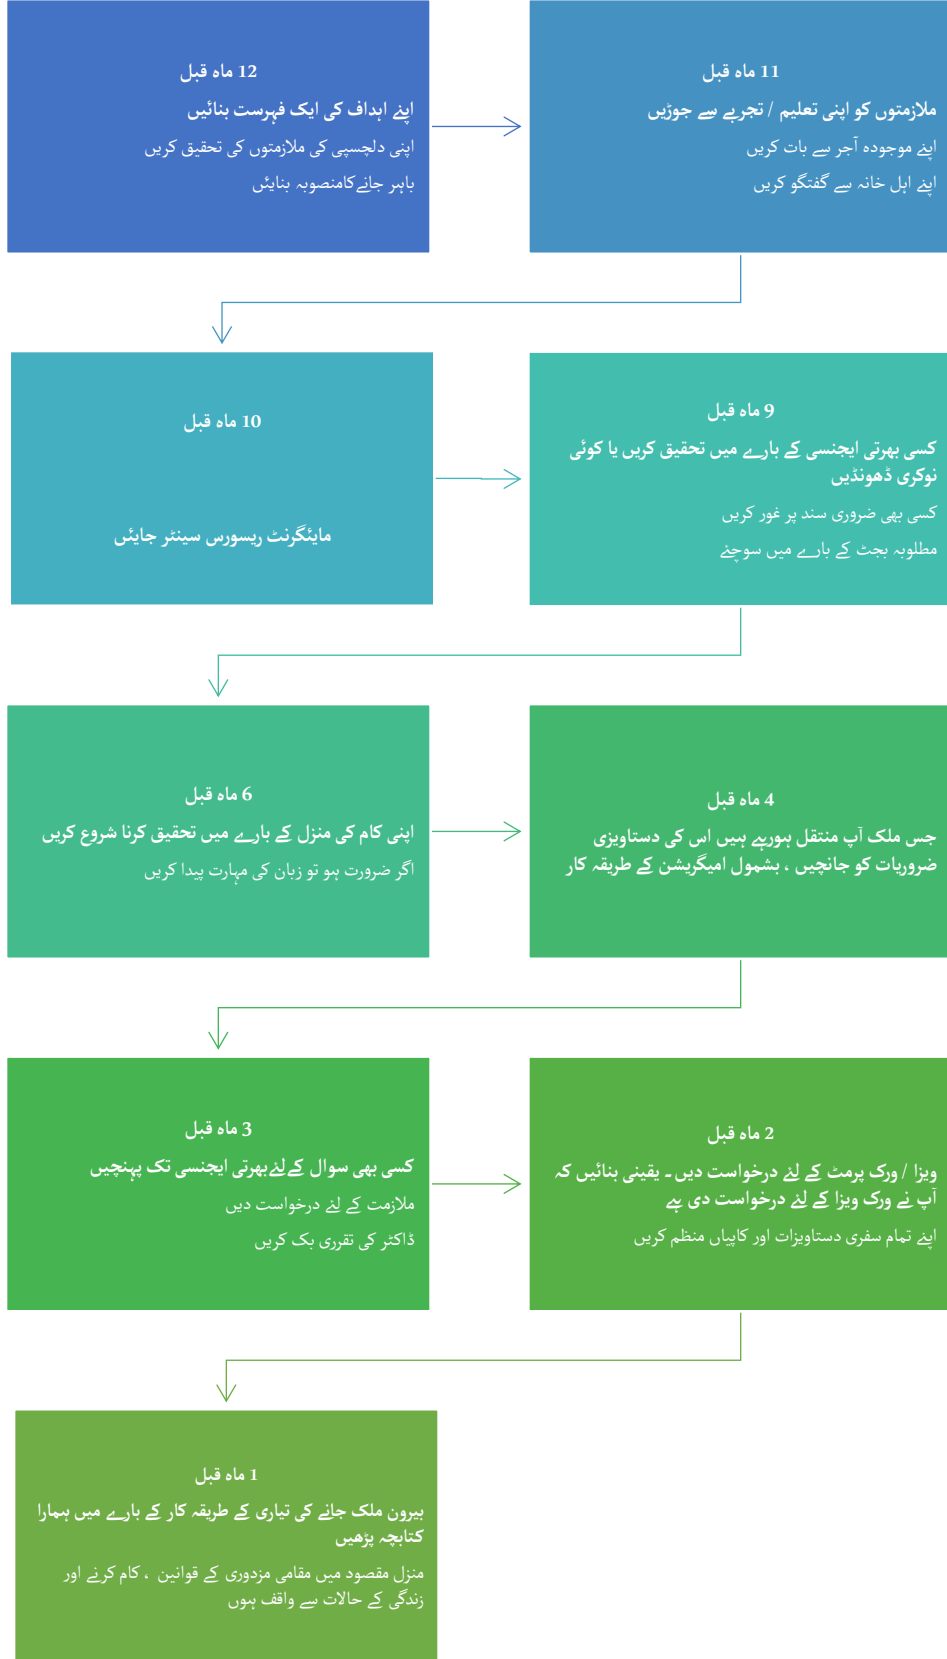 12 ماہ قبل
اپنے اہداف کی ایک فہرست بنائیں
اپنی دلچسپی کی ملازمتوں کی تحقیق کریں
باہر جانےکامنصوبہ بنایئں
11 ماہ قبل
ملازمتوں کو اپنی تعلیم / تجربے سے جوڑیں
اپنے موجودہ آجر سے بات کریں
اپنے اہل خانہ سے گفتگو کریں
10 ماہ قبل
مایئگرنٹ ریسورس سینٹر جایئں
9 ماہ قبل
کسی بھرتی ایجنسی کے بارے میں تحقیق کریں یا کوئی
نوکری ڈھونڈیں
کسی بھی ضروری سند پر غور کریں
مطلوبہ بجٹ کے بارے میں سوچئے
6 ماہ قبل
اپنی کام کی منزل کے بارے میں تحقیق کرنا شروع کریں
اگر ضرورت ہو تو زبان کی مہارت پیدا کریں
4 ماہ قبل
جس ملک آپ منتقل ہورہے ہیں اس کی دستاویزی
ضروریات کو جانچیں ، بشمول امیگریشن کے طریقہ کار
3 ماہ قبل
کسی بھی سوال کےلئےبھرتی ایجنسی تک پہنچیں
ملازمت کے لئے درخواست دیں
ڈاکٹر کی تقرری بک کریں
2 ماہ قبل
ویزا / ورک پرمٹ کے لئے درخواست دیں۔ یقینی بنائیں کہ
آپ نے ورک ویزا کے لئے درخواست دی ہے
اپنے تمام سفری دستاویزات اور کاپیاں منظم کریں
1 ماہ قبل
بیرون ملک جانے کی تیاری کے طریقہ کار کے بارے میں ہمارا
کتابچہ پڑھیں
منزل مقصود میں مقامی مزدوری کے قوانین ، کام کرنے اور
زندگی کے حالات سے واقف ہوں